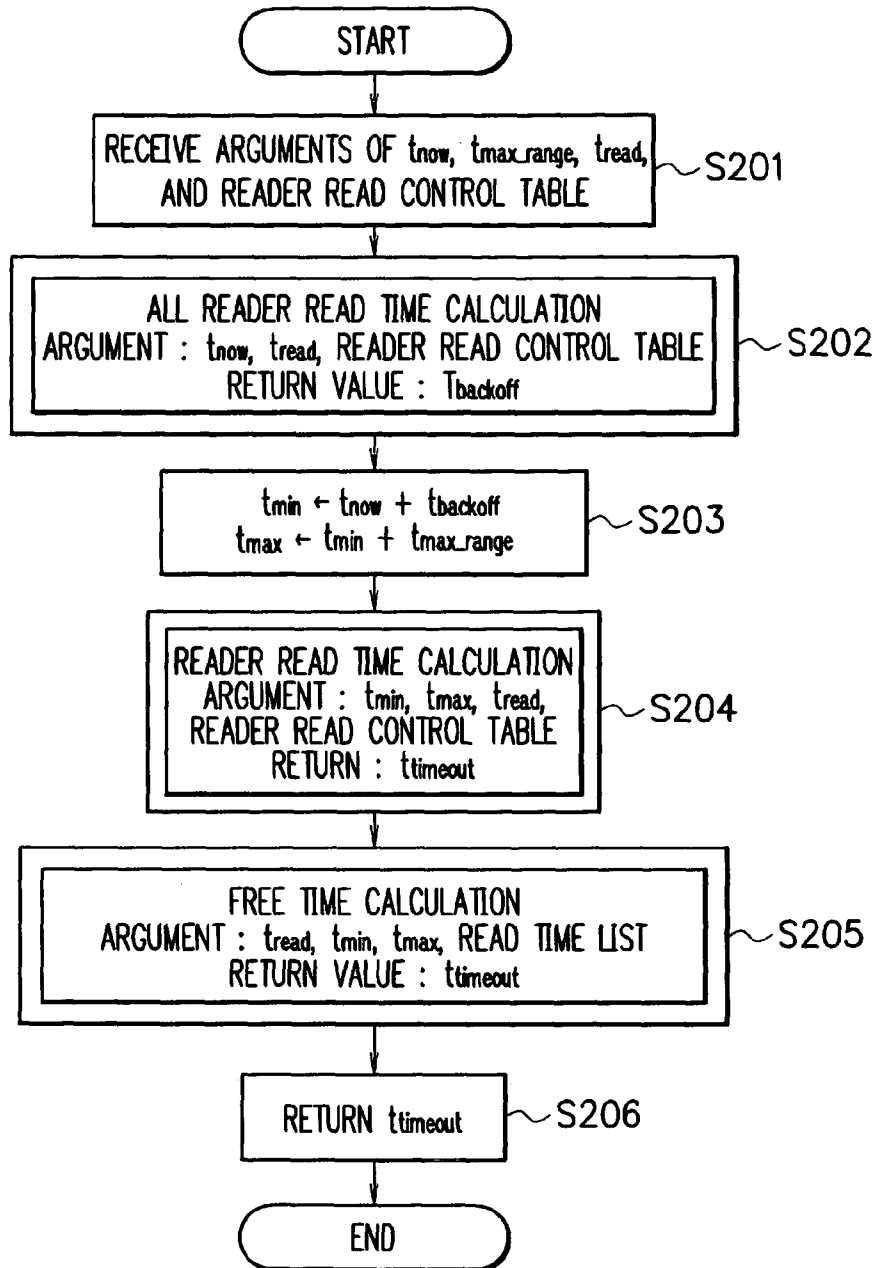 START
RECEIVE ARGUMENTS OF tnow, tmax_range, tread,
AND READER READ CONTROL TABLE
S201
ALL READER READ TIME CALCULATION
ARGUMENT : tnow, tread, READER READ CONTROL TABLE
RETURN VALUE : Tbackoff
S202
tmin ← tnow + tbackoff
tmax ← tmin + tmax_range
S203
READER READ TIME CALCULATION
ARGUMENT : tmin, tmax, tread,
READER READ CONTROL TABLE
RETURN : ttimeout
S204
FREE TIME CALCULATION
ARGUMENT : tread, tmin, tmax, READ TIME LIST
RETURN VALUE : ttimeout
S205
RETURN ttimeout
S206
END